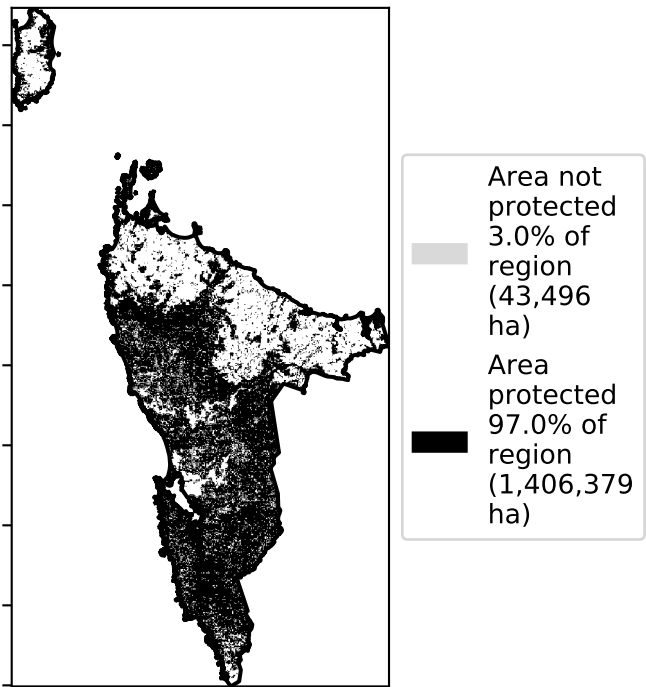 Area not
protected
3.0% of
region
(43,496
ha)
Area
protected
97.0% of
region
(1,406,379
ha)